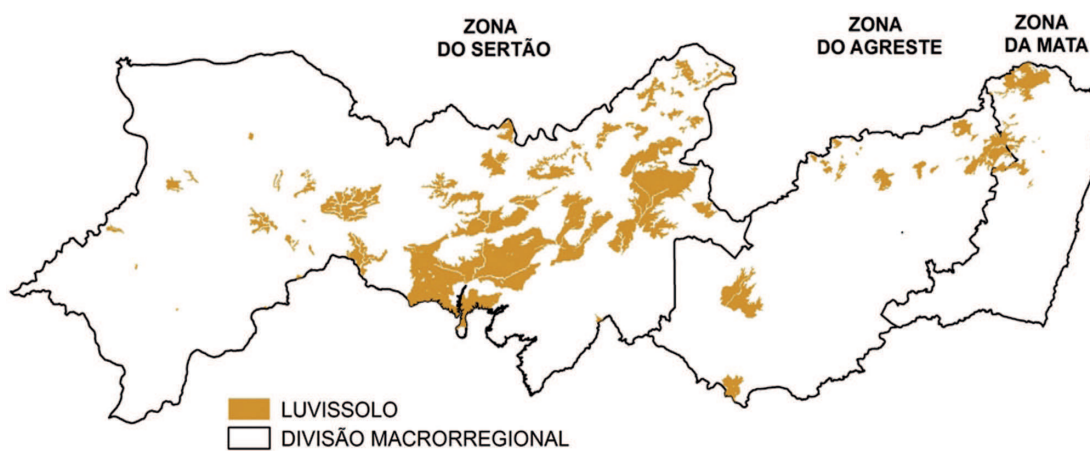 ZONA
DO SERTÃO
ZONA
DO AGRESTE
ZONA
DA MATA
LUVISSOLO
DIVISÃO MACRORREGIONAL